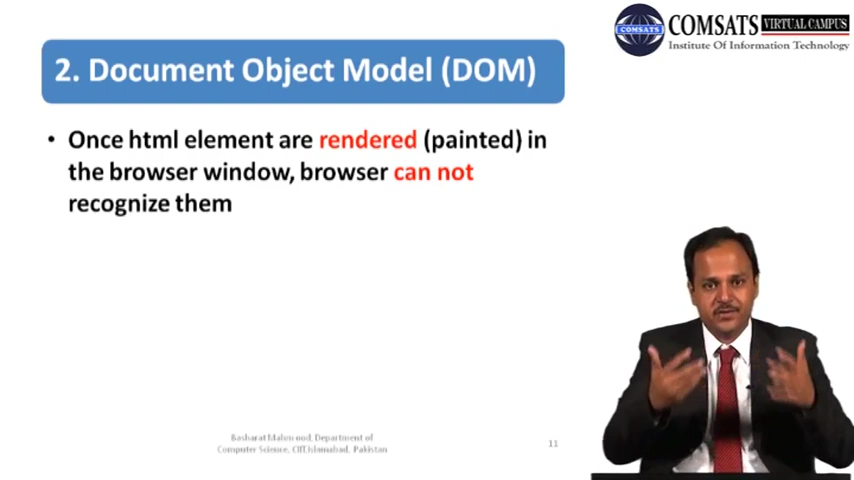 COMSATS VIRTUAL CAMPUS
COMSATS
Institute Of Information Technology
2. Document Object Model (DOM)
• Once html element are rendered (painted) in
the browser window, browser can not
recognize them
Basharat Mahmood, Department of
Computer Science, CIIT,Islamabad, Pakistan
11